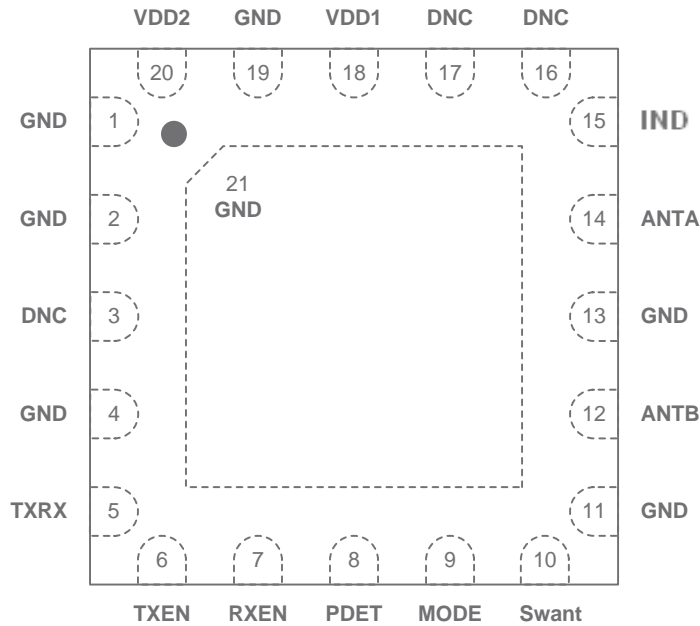 VDD2 GND VDD1 DNC DNC
20 19 18 17 16
GND 1 15 IND
21
GND
GND 2 14 ANTA
DNC 3 13 GND
GND 4 12 ANTB
TXRX 5 11 GND
6 7 8 9 10
TXEN RXEN PDET MODE Swant